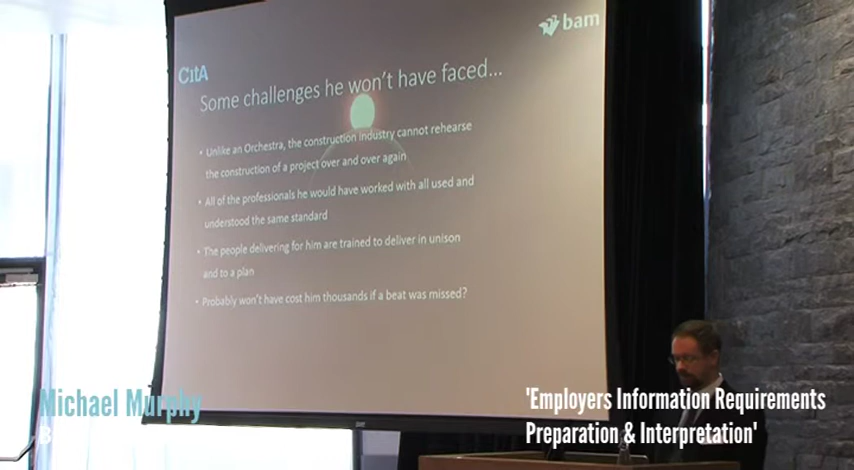 CitA
bam
Some challenges he won't have faced...
• Unlike an Orchestra, the construction industry cannot rehearse
the construction of a project over and over again
• All of the professionals he would have worked with all used and
understood the same standard
• The people delivering for him are trained to deliver in unison
and to a plan
• Probably won't have cost him thousands if a beat was missed?
Michael Murphy
B
'Employers Information Requirements
Preparation & Interpretation'